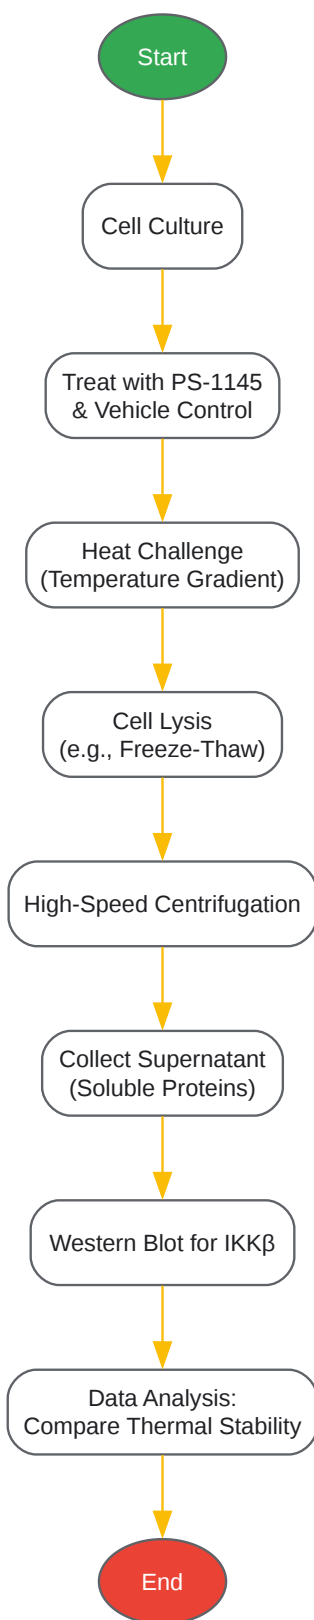 Start
Cell Culture
Treat with PS-1145
& Vehicle Control
Heat Challenge
(Temperature Gradient)
Cell Lysis
(e.g., Freeze-Thaw)
High-Speed Centrifugation
Collect Supernatant
(Soluble Proteins)
Western Blot for IKKβ
Data Analysis:
Compare Thermal Stability
End